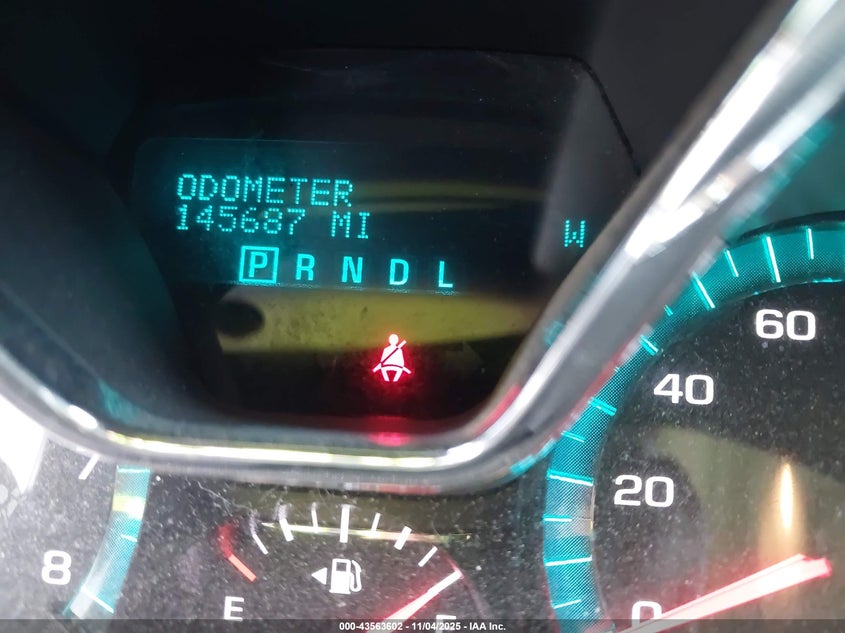 ODOMETER
145687 MI
W
P R N D L
60
40
20
0
8
E
F
000-43563602 - 11/04/2025 - IAA Inc.